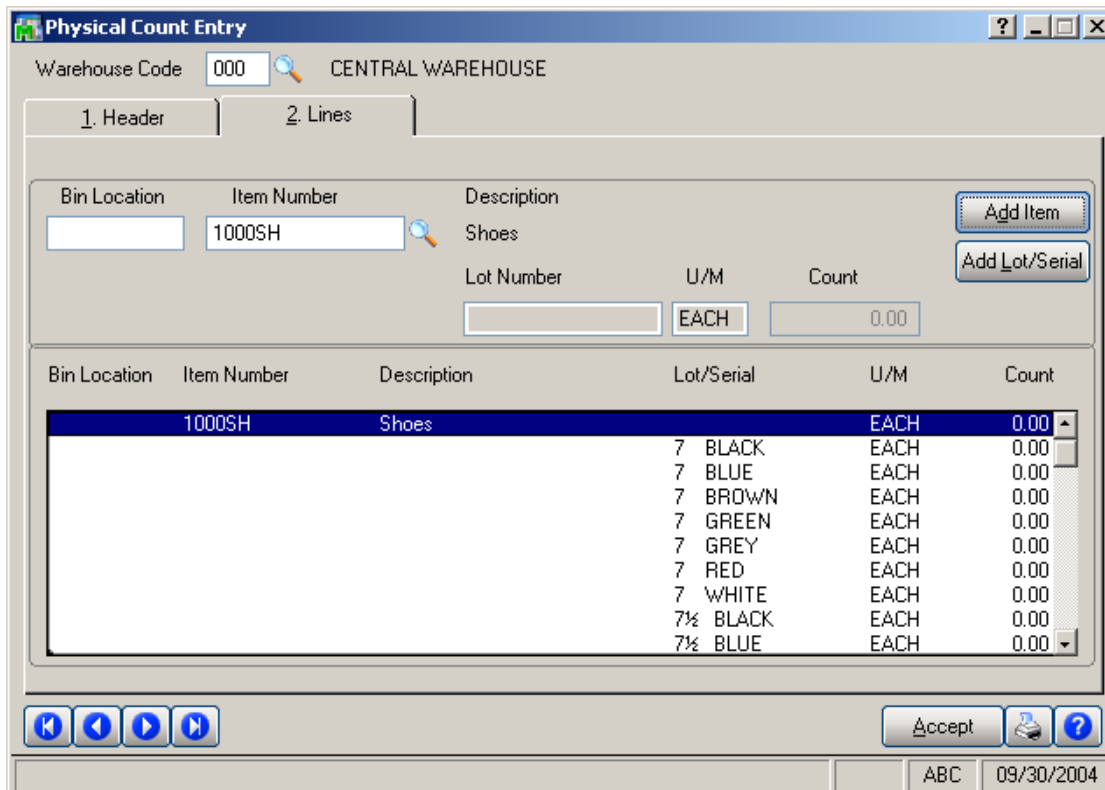 Physical Count Entry
Warehouse Code 000 CENTRAL WAREHOUSE
1. Header 2. Lines
Bin Location Item Number Description
1000SH Shoes
Add Item
Add Lot/Serial
Lot Number U/M Count
EACH 0.00
Bin Location Item Number Description Lot/Serial U/M Count
1000SH Shoes EACH 0.00
7 BLACK EACH 0.00
7 BLUE EACH 0.00
7 BROWN EACH 0.00
7 GREEN EACH 0.00
7 GREY EACH 0.00
7 RED EACH 0.00
7 WHITE EACH 0.00
7½ BLACK EACH 0.00
7½ BLUE EACH 0.00
Accept
ABC 09/30/2004